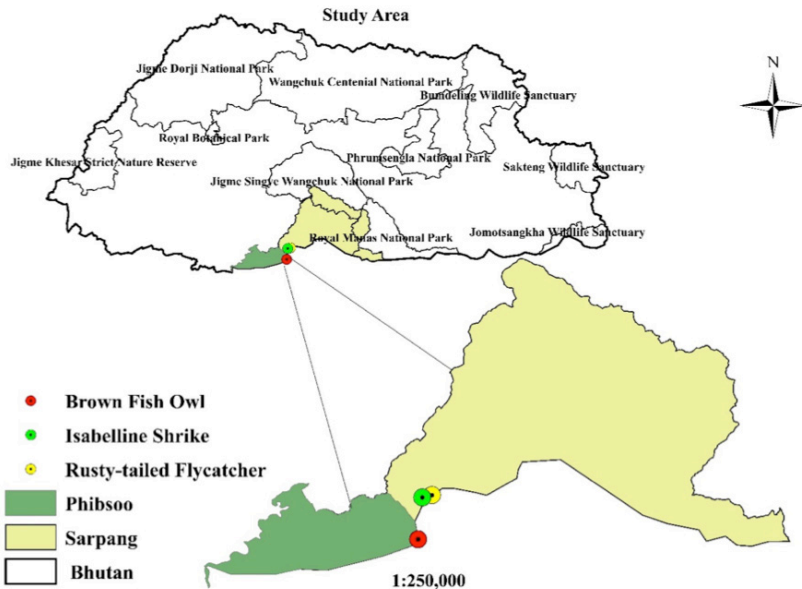 Study Area
N
Jigme Dorji National Park
Wangchuk Centenial National Park
Bumdeling Wildlife Sanctuary
Royal Botanical Park
Phrumsengla National Park
Jigme Khesar Strict Nature Reserve
Sakteng Wildlife Sanctuary
Jigme Singye Wangchuk National Park
Royal Manas National Park
Jomotsangkha Wildlife Sanctuary
Brown Fish Owl
Isabelline Shrike
Rusty-tailed Flycatcher
Phibsoo
Sarpang
Bhutan
1:250,000